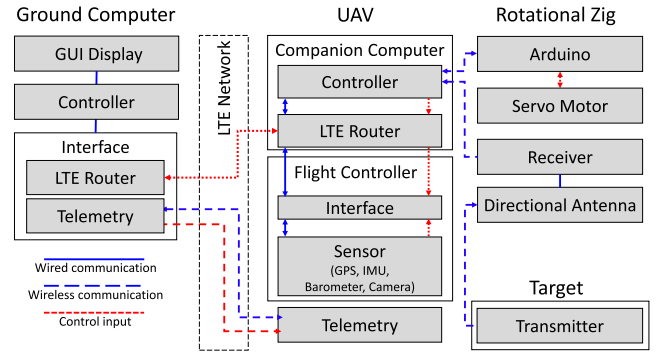 Ground Computer
GUI Display
Controller
Interface
LTE Router
Telemetry
Wired communication
Wireless communication
Control input
LTE Network
UAV
Companion Computer
Controller
LTE Router
Flight Controller
Interface
Sensor
(GPS, IMU,
Barometer, Camera)
Telemetry
Rotational Zig
Arduino
Servo Motor
Receiver
Directional Antenna
Target
Transmitter